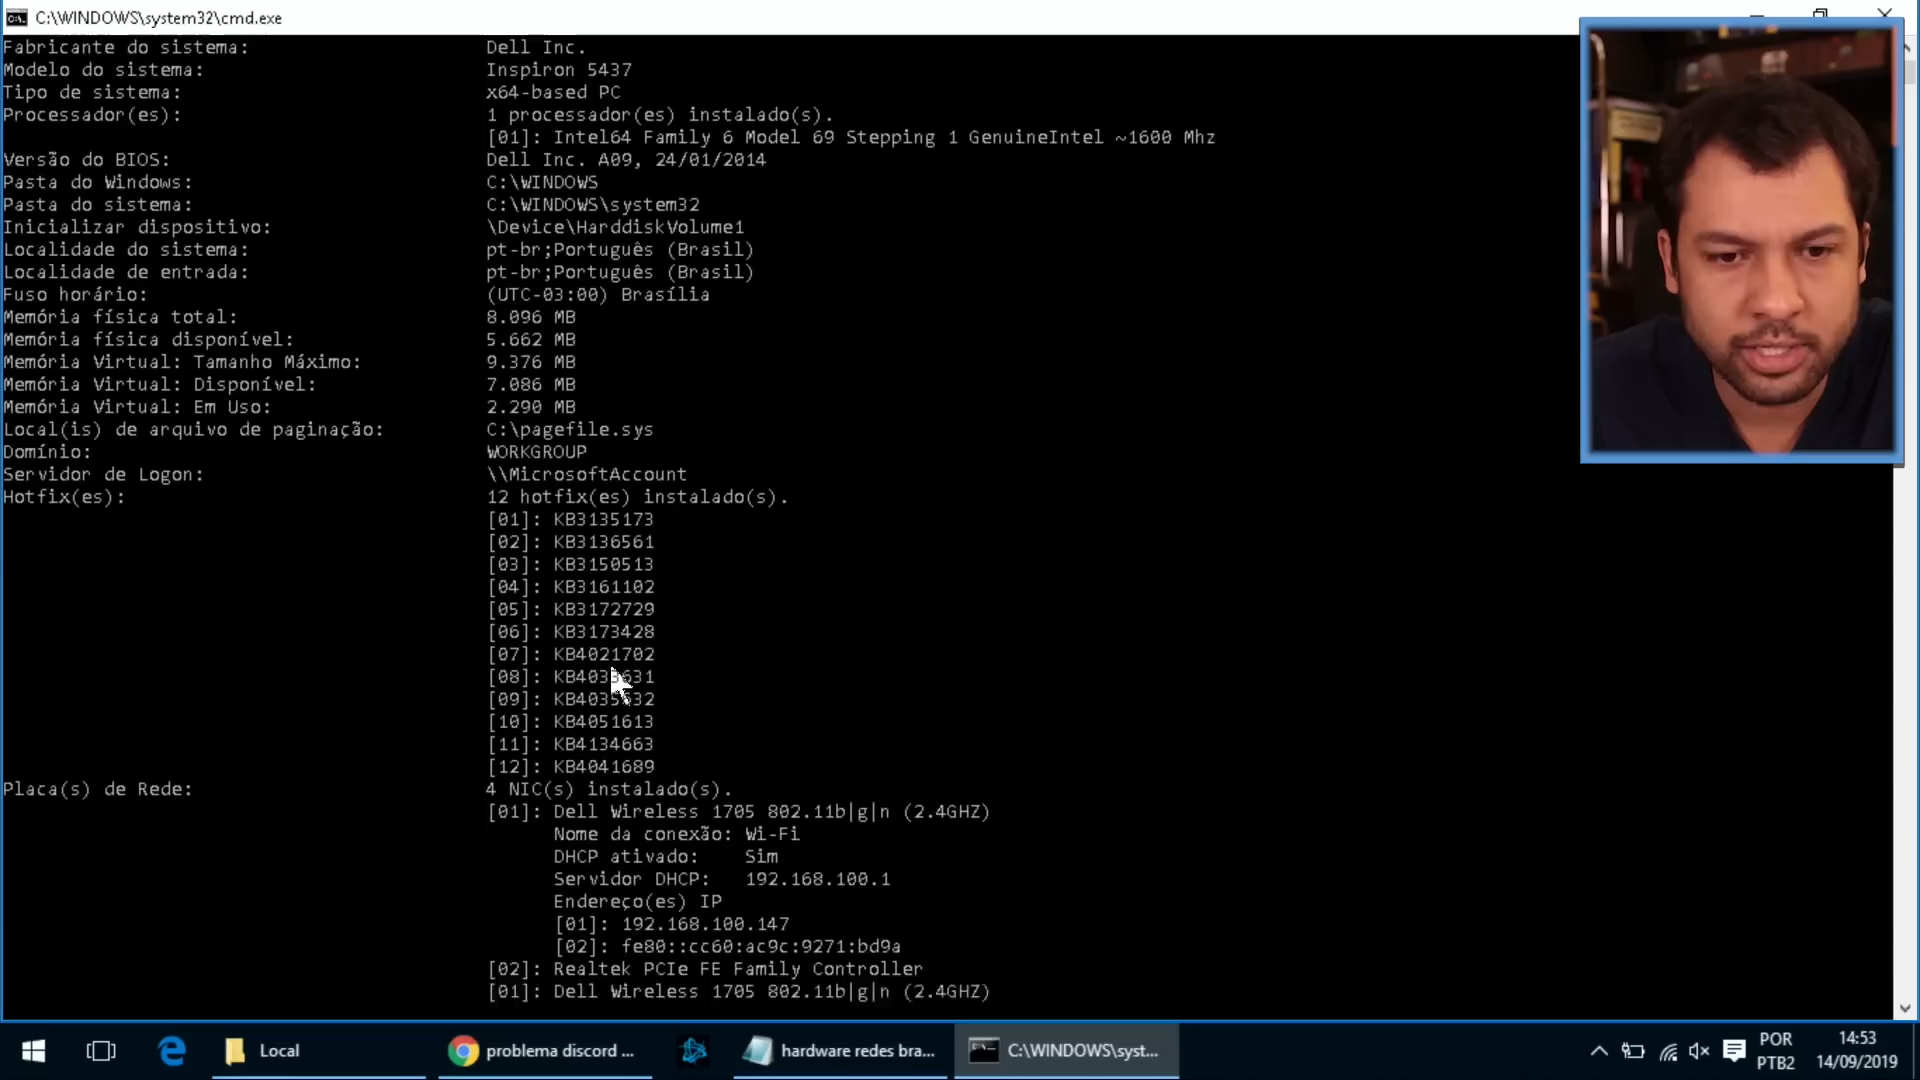 C:\WINDOWS\system32\cmd.exe
Fabricante do sistema: Dell Inc.
Modelo do sistema: Inspiron 5437
Tipo de sistema: x64-based PC
Processador(es): 1 processador(es) instalado(s).
[01]: Intel64 Family 6 Model 69 Stepping 1 GenuineIntel ~1600 Mhz
Versão do BIOS: Dell Inc. A09, 24/01/2014
Pasta do Windows: C:\WINDOWS
Pasta do sistema: C:\WINDOWS\system32
Inicializar dispositivo: \Device\HarddiskVolume1
Localidade do sistema: pt-br;Português (Brasil)
Localidade de entrada: pt-br;Português (Brasil)
Fuso horário: (UTC-03:00) Brasília
Memória física total: 8.096 MB
Memória física disponível: 5.662 MB
Memória Virtual: Tamanho Máximo: 9.376 MB
Memória Virtual: Disponível: 7.086 MB
Memória Virtual: Em Uso: 2.290 MB
Local(is) de arquivo de paginação: C:\pagefile.sys
Domínio: WORKGROUP
Servidor de Logon: \\MicrosoftAccount
Hotfix(es): 12 hotfix(es) instalado(s).
[01]: KB3135173
[02]: KB3136561
[03]: KB3150513
[04]: KB3161102
[05]: KB3172729
[06]: KB3173428
[07]: KB4021702
[08]:
[09]:
[10]: KB4051613
[11]: KB4134663
[12]: KB4041689
Placa(s) de Rede: 4 NIC(s) instalado(s).
[01]: Dell Wireless 1705 802.11b|g|n (2.4GHZ)
Nome da conexão: Wi-Fi
DHCP ativado: Sim
Servidor DHCP: 192.168.100.1
Endereço(es) IP
[01]: 192.168.100.147
[02]: fe80::cc60:ac9c:9271:bd9a
[02]: Realtek PCIe FE Family Controller
[01]: Dell Wireless 1705 802.11b|g|n (2.4GHZ)
Local
problema discord ...
hardware redes bra...
C:\WINDOWS\syst...
POR
PTB2
14:53
14/09/2019